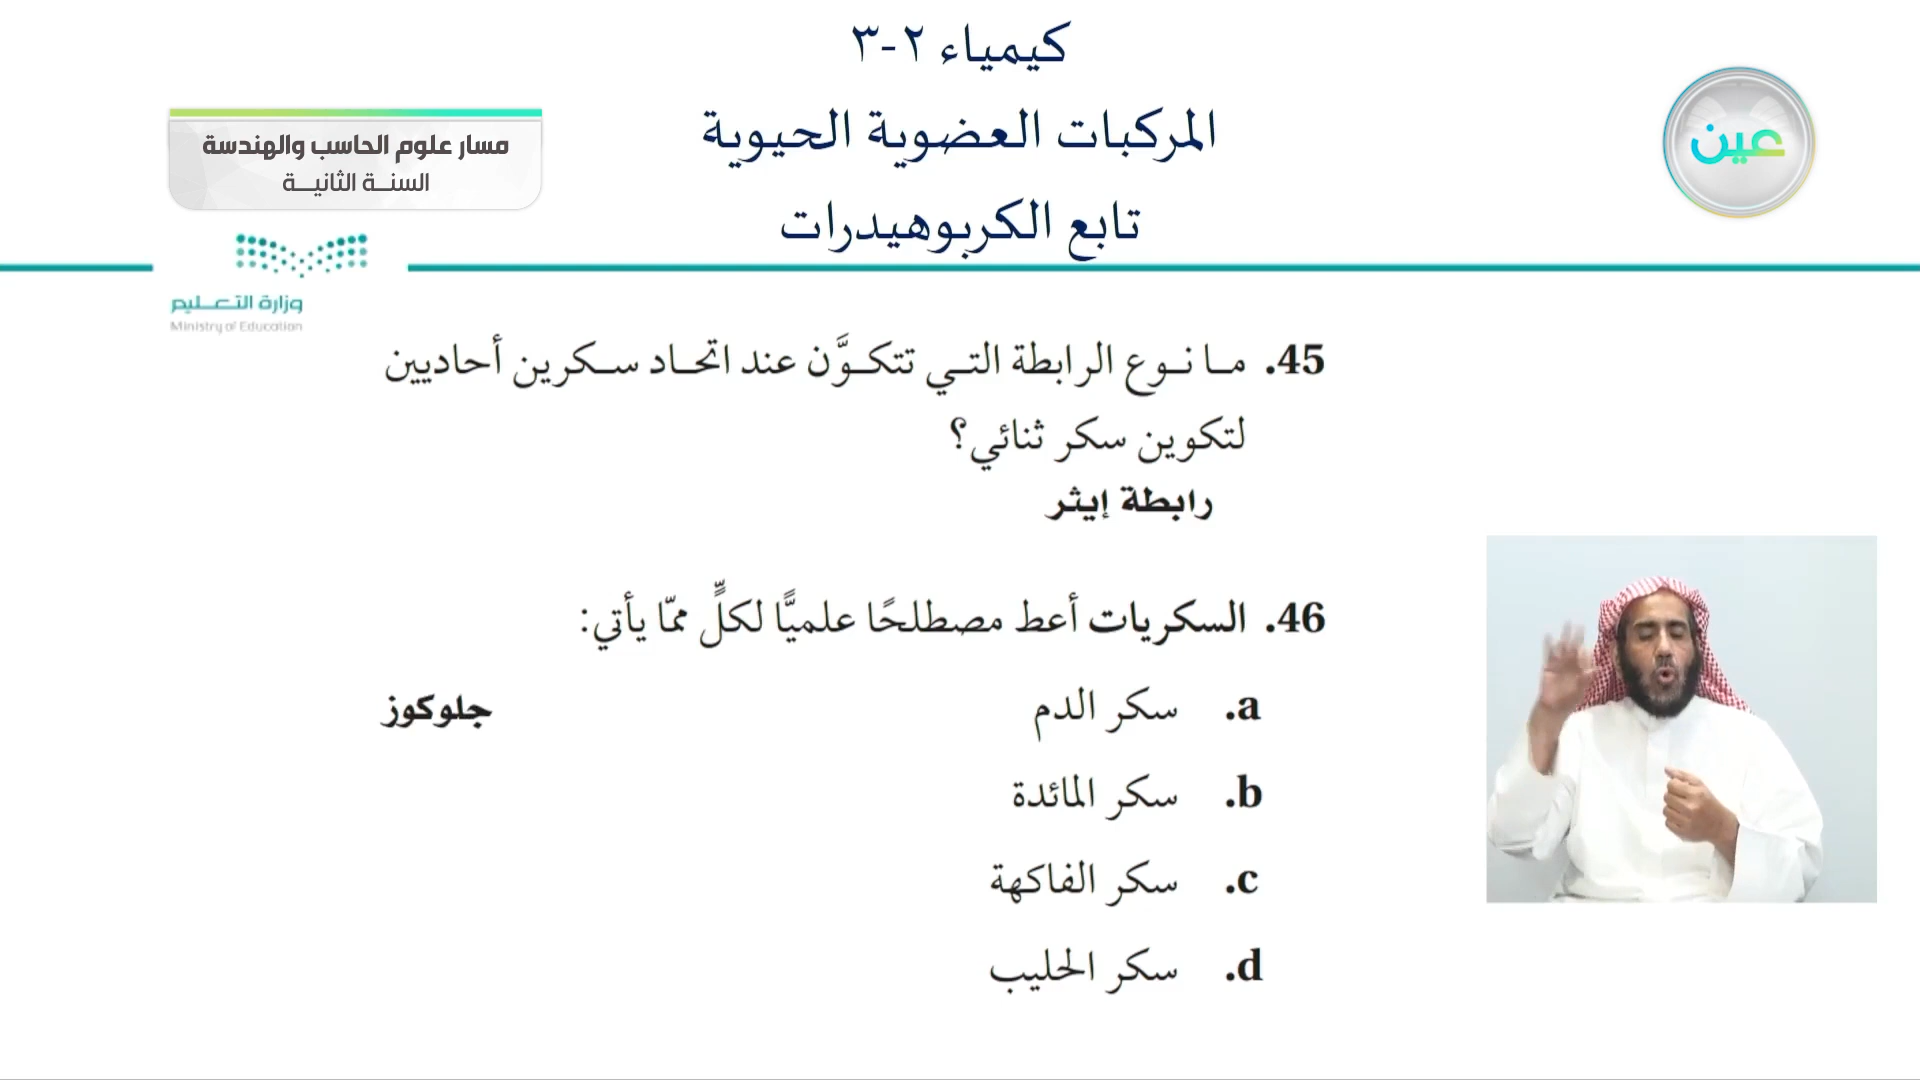 كيمياء ٢-٣
المركبات العضوية الحيوية
تابع الكربوهيدرات
عين
مسار علوم الحاسب والهندسة
السنة الثانية
وزارة التعليم
Ministry of Education
45. ما نوع الرابطة التي تتكوَّن عند اتحاد سكرين أحاديين
لتكوين سكر ثنائي؟
رابطة إيثر
46. السكريات أعط مصطلحًا علميًّا لكلٍّ ممّا يأتي:
a. سكر الدم جلوكوز
b. سكر المائدة
c. سكر الفاكهة
d. سكر الحليب